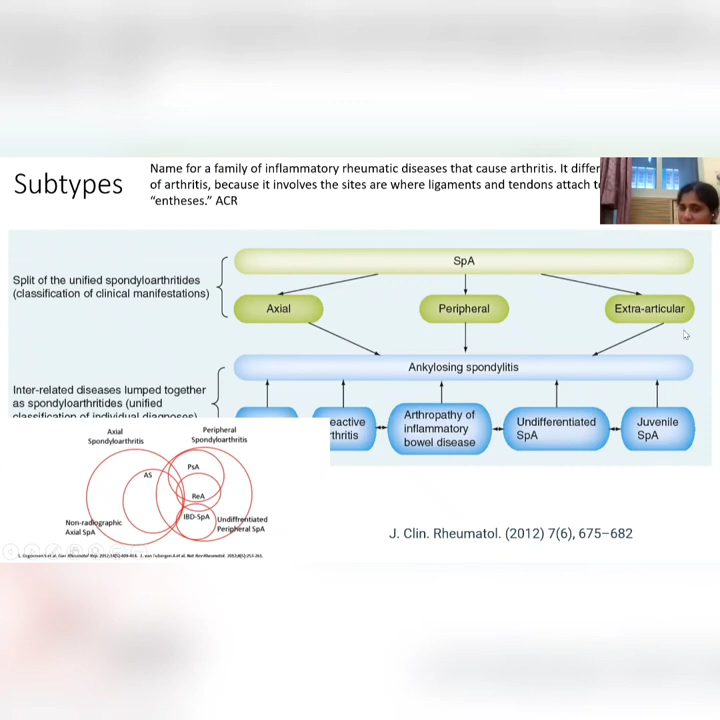 Subtypes
Name for a family of inflammatory rheumatic diseases that cause arthritis. It differ
of arthritis, because it involves the sites are where ligaments and tendons attach t
“entheses.” ACR
SpA
Split of the unified spondyloarthritides
(classification of clinical manifestations)
Axial
Peripheral
Extra-articular
Ankylosing spondylitis
Inter-related diseases lumped together
as spondyloarthritides (unified
classification of individual diagnoses)
eactive
thritis
Arthropathy of
inflammatory
bowel disease
Undifferentiated
SpA
Juvenile
SpA
Axial
Spondyloarthritis
Peripheral
Spondyloarthritis
PsA
AS
ReA
IBD-SpA
Undiffrentiated
Peripheral SpA
Non-radiographic
Axial SpA
J. Clin. Rheumatol. (2012) 7(6), 675–682